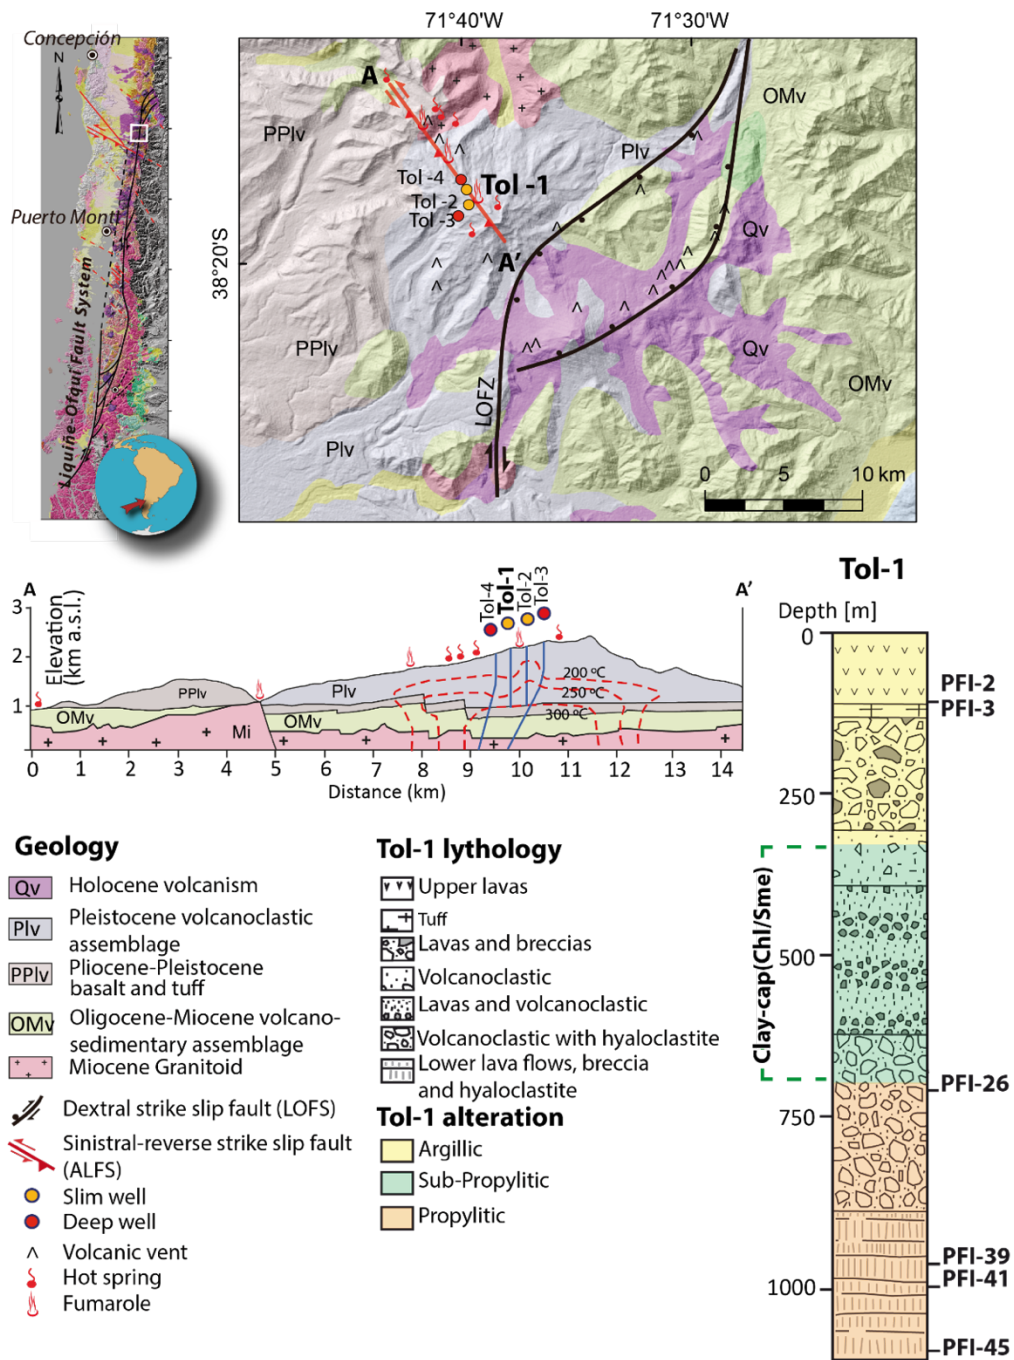 Concepción
N
Puerto Montt
Liquiñe-Ofqui Fault System
71°40'W
71°30'W
38°20'S
A
OMv
PPlv
Plv
Tol -4
Tol -1
Tol -2
Tol -3
A'
Qv
PPlv
Qv
OMv
LOFZ
Plv
0 5 10 km
A
A'
Elevation
(km a.s.l.)
3
2
1
0
Tol-4
Tol-1
Tol-2
Tol-3
PPlv
Plv
OMv
OMv
Mi
200 ºC
250 ºC
300 ºC
0 1 2 3 4 5 6 7 8 9 10 11 12 13 14
Distance (km)
Tol-1
Depth [m]
0
250
500
750
1000
PFI-2
PFI-3
PFI-26
PFI-39
PFI-41
PFI-45
Clay-cap(Chl/Sme)
Geology
Qv Holocene volcanism
Plv Pleistocene volcanoclastic
assemblage
PPlv Pliocene-Pleistocene
basalt and tuff
OMv Oligocene-Miocene volcano-
sedimentary assemblage
Miocene Granitoid
Dextral strike slip fault (LOFS)
Sinistral-reverse strike slip fault
(ALFS)
Slim well
Deep well
Volcanic vent
Hot spring
Fumarole
Tol-1 lithology
Upper lavas
Tuff
Lavas and breccias
Volcanoclastic
Lavas and volcanoclastic
Volcanoclastic with hyaloclastite
Lower lava flows, breccia
and hyaloclastite
Tol-1 alteration
Argillic
Sub-Propylitic
Propylitic